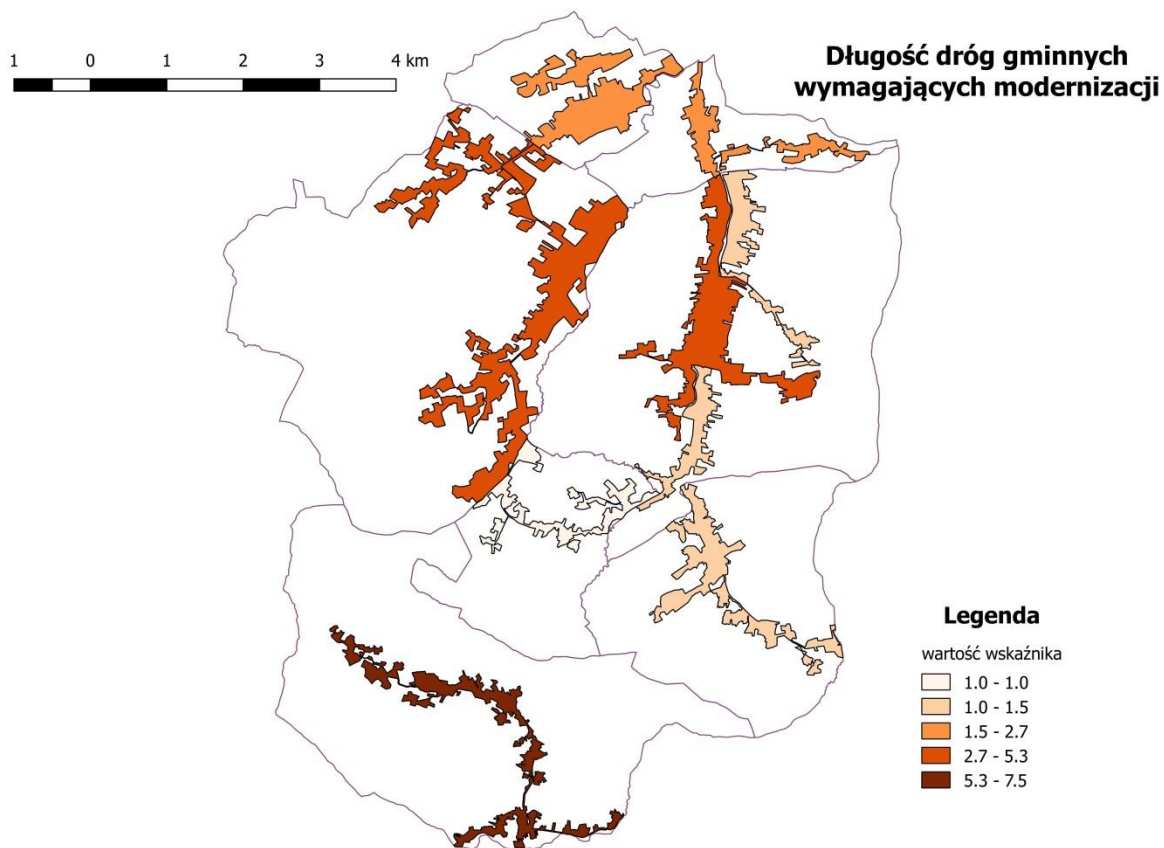 1 0 1 2 3 4 km
Długość dróg gminnych
wymagających modernizacji
Legenda
wartość wskaźnika
1.0 - 1.0
1.0 - 1.5
1.5 - 2.7
2.7 - 5.3
5.3 - 7.5